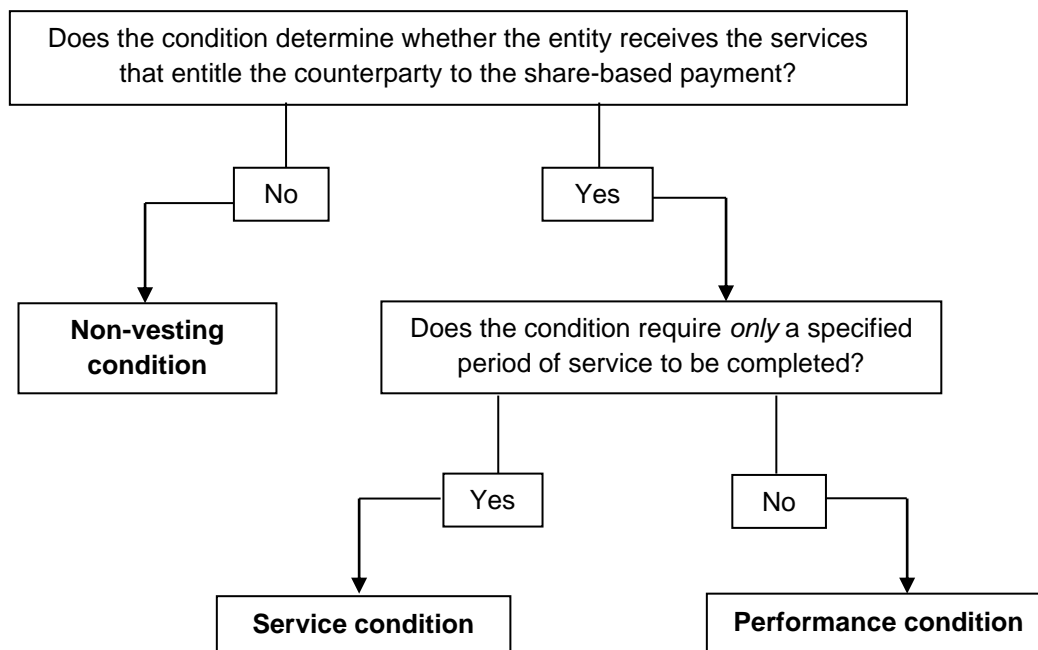 Does the condition determine whether the entity receives the services
that entitle the counterparty to the share-based payment?
No
Yes
Non-vesting
condition
Does the condition require only a specified
period of service to be completed?
Yes
No
Service condition
Performance condition